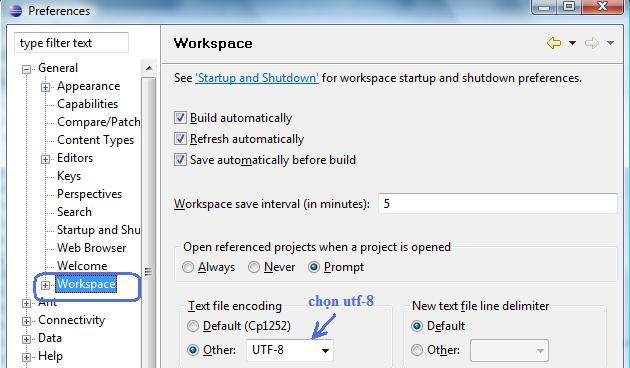 Preferences
type filter text
General
Appearance
Capabilities
Compare/Patch
Content Types
Editors
Keys
Perspectives
Search
Startup and Shu
Web Browser
Welcome
Workspace
Ant
Connectivity
Data
Help
Workspace
See 'Startup and Shutdown' for workspace startup and shutdown preferences.
Build automatically
Refresh automatically
Save automatically before build
Workspace save interval (in minutes): 5
Open referenced projects when a project is opened
Always Never Prompt
Text file encoding
chọn utf-8
Default (Cp1252)
Other: UTF-8
New text file line delimiter
Default
Other: